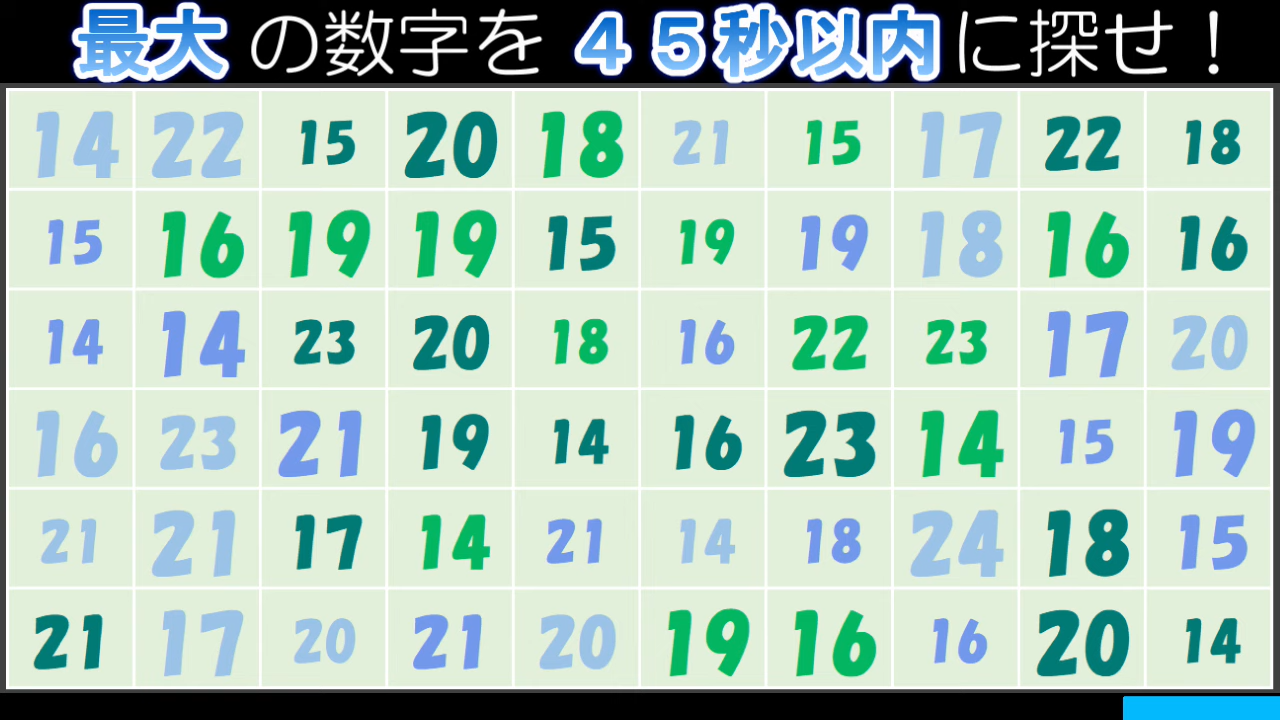 最大の数字を４５秒以内に探せ！
14 22 15 20 18 21 15 17 22 18
15 16 19 19 15 19 19 18 16 16
14 14 23 20 18 16 22 23 17 20
16 23 21 19 14 16 23 14 15 19
21 21 17 14 21 14 18 24 18 15
21 17 20 21 20 19 16 16 20 14